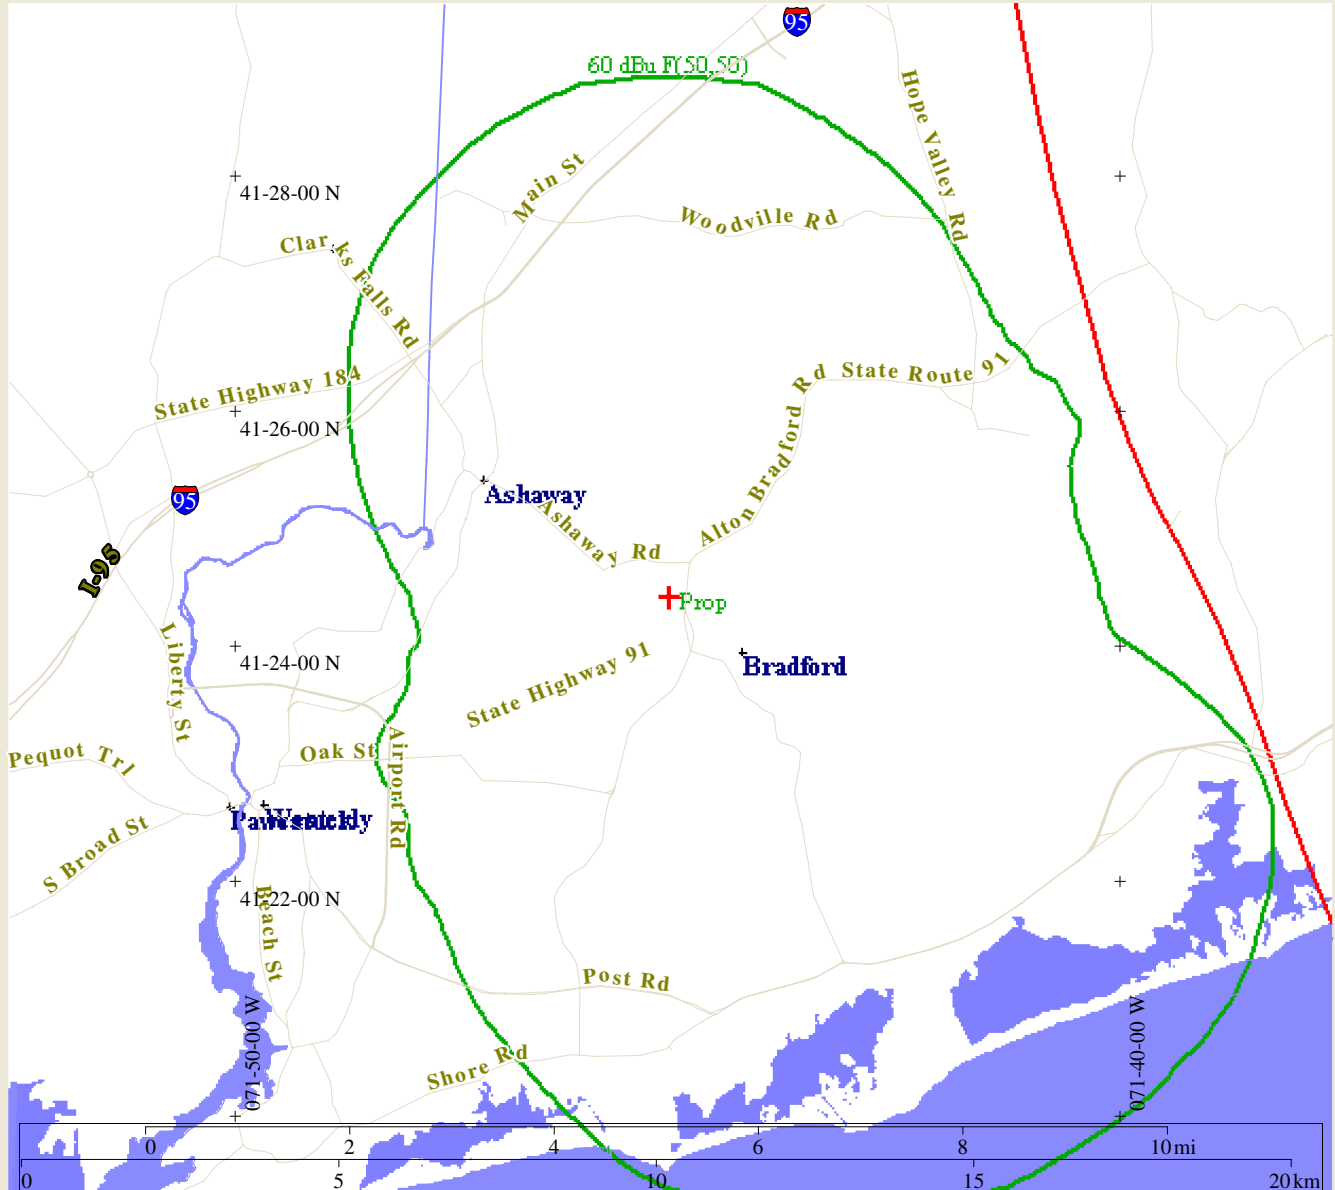 95
60 dBu F(50,50)
Hope Valley Rd
Main St
41-28-00 N
Woodville Rd
Clarks Falls Rd
State Highway 184
Alton Bradford Rd
State Route 91
41-26-00 N
95
Ashaway
Ashaway Rd
I-95
Prop
Liberty St
41-24-00 N
State Highway 91
Bradford
Pequot Trl
Oak St
Airport Rd
S Broad St
41-22-00 N
Beach St
Post Rd
071-50-00 W
071-40-00 W
Shore Rd
0 2 4 6 8 10 mi
0 5 10 15 20 km